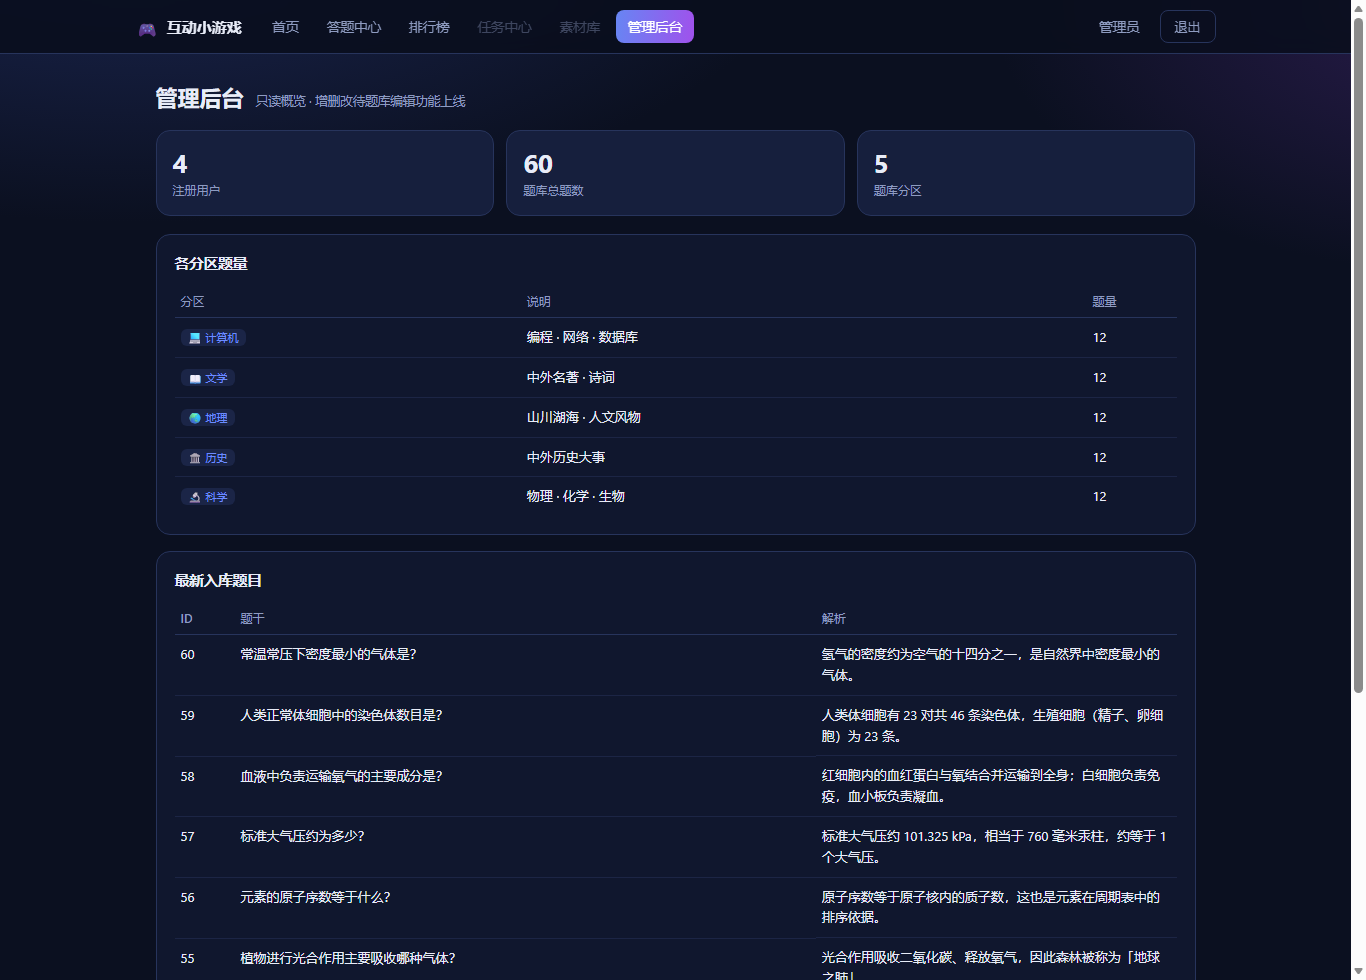 互动小游戏 首页 答题中心 排行榜 任务中心 素材库 管理后台 管理员 退出
管理后台 只读概览 · 增删改待题库编辑功能上线
4
注册用户
60
题库总题数
5
题库分区
各分区题量
分区 说明 题量
计算机 编程 · 网络 · 数据库 12
文学 中外名著 · 诗词 12
地理 山川湖海 · 人文风物 12
历史 中外历史大事 12
科学 物理 · 化学 · 生物 12
最新入库题目
ID 题干 解析
60 常温常压下密度最小的气体是? 氢气的密度约为空气的十四分之一，是自然界中密度最小的
气体。
59 人类正常体细胞中的染色体数目是? 人类体细胞有 23 对共 46 条染色体，生殖细胞（精子、卵细
胞）为 23 条。
58 血液中负责运输氧气的主要成分是? 红细胞内的血红蛋白与氧结合并运输到全身；白细胞负责免
疫，血小板负责凝血。
57 标准大气压约为多少? 标准大气压约 101.325 kPa，相当于 760 毫米汞柱，约等于 1
个大气压。
56 元素的原子序数等于什么? 原子序数等于原子核内的质子数，这也是元素在周期表中的
排序依据。
55 植物进行光合作用主要吸收哪种气体? 光合作用吸收二氧化碳、释放氧气，因此森林被称为「地球
之肺」